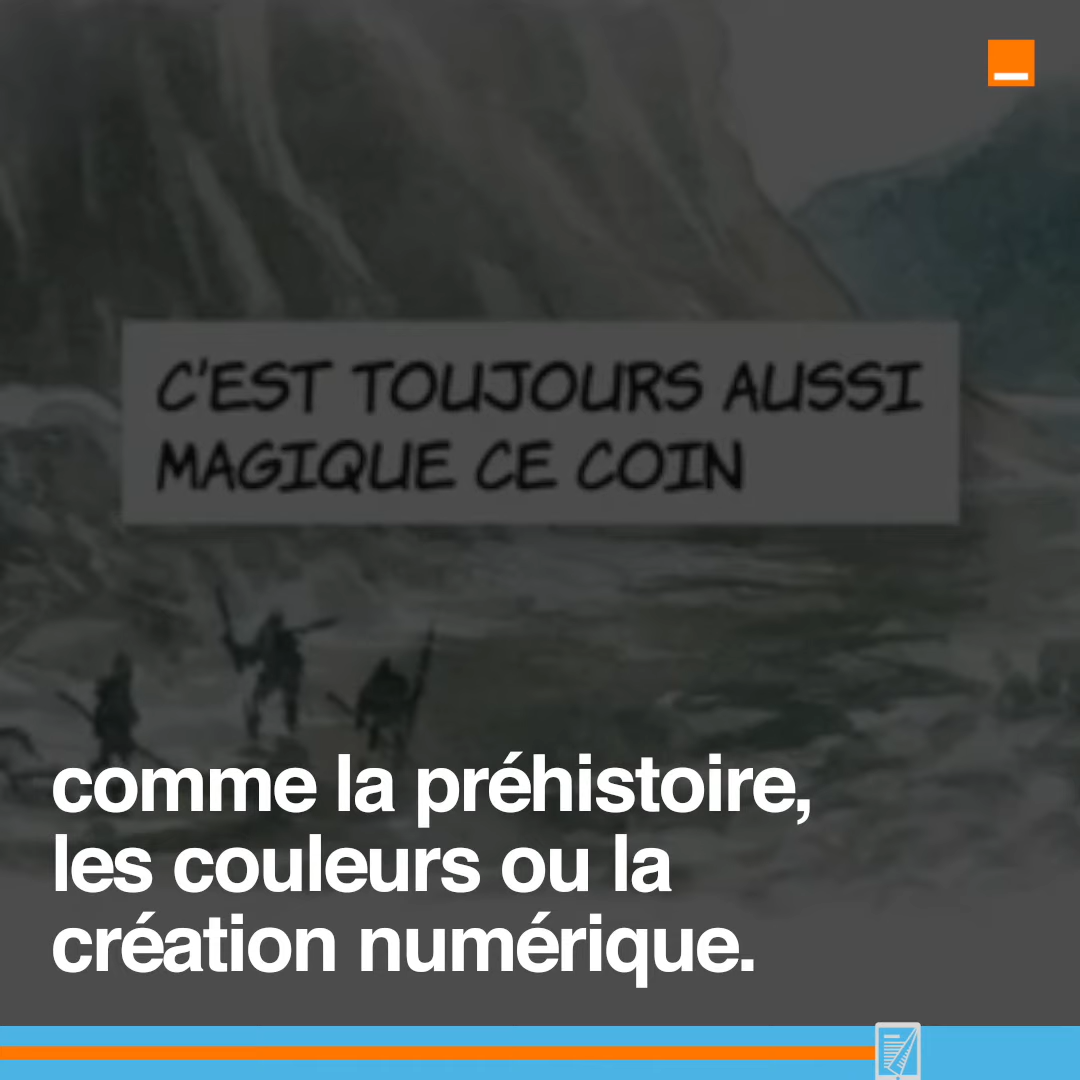 C'EST TOUJOURS AUSSI
MAGIQUE CE COIN
comme la préhistoire,
les couleurs ou la
création numérique.